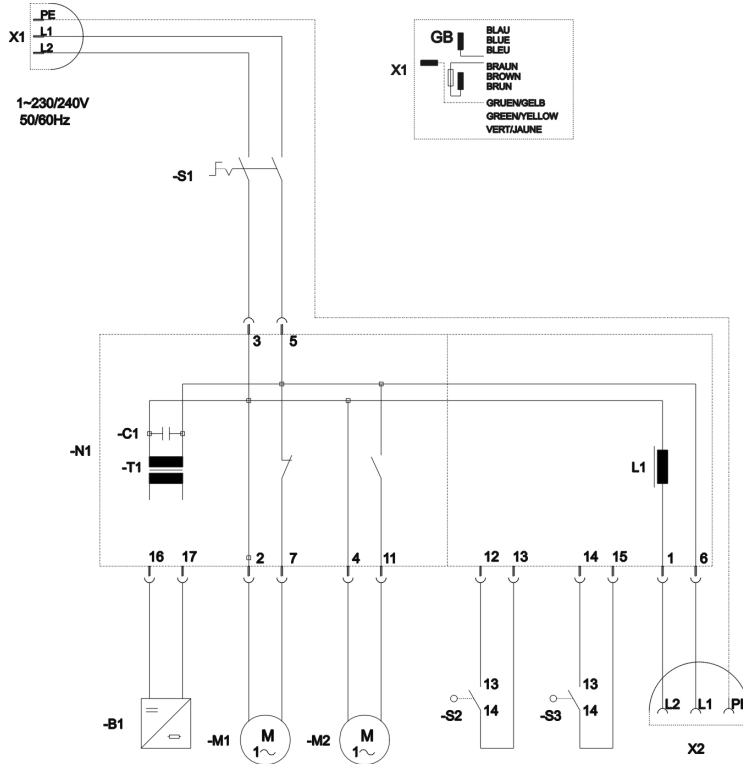 PE
X1 L1
L2
1~230/240V
50/60Hz
GB
BLAU
BLUE
BLEU
X1
BRAUN
BROWN
BRUN
GRUEN/GELB
GREEN/YELLOW
VERT/JAUNE
-S1
3 5
-C1
-N1
-T1
L1
16 17 2 7 4 11 12 13 14 15 1 6
13 13
-S2 14 -S3 14
L2 L1 PE
-B1
-M1 M 1~
-M2 M 1~
X2